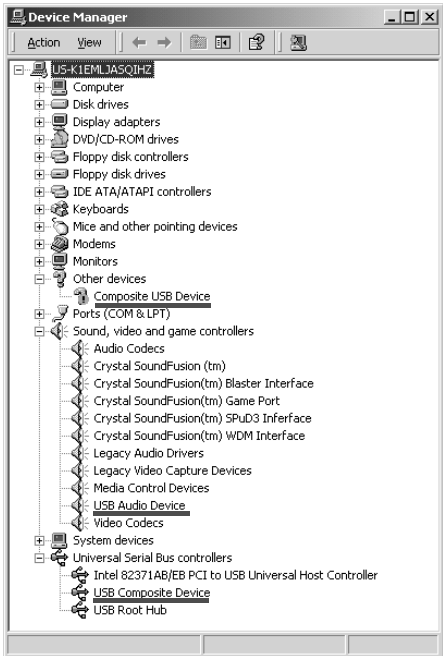 Device Manager
Action View
US-K1EMLJASQIHZ
Computer
Disk drives
Display adapters
DVD/CD-ROM drives
Floppy disk controllers
Floppy disk drives
IDE ATA/ATAPI controllers
Keyboards
Mice and other pointing devices
Modems
Monitors
Other devices
Composite USB Device
Ports (COM & LPT)
Sound, video and game controllers
Audio Codecs
Crystal SoundFusion (tm)
Crystal SoundFusion(tm) Blaster Interface
Crystal SoundFusion(tm) Game Port
Crystal SoundFusion(tm) SPuD3 Inferface
Crystal SoundFusion(tm) WDM Interface
Legacy Audio Drivers
Legacy Video Capture Devices
Media Control Devices
USB Audio Device
Video Codecs
System devices
Universal Serial Bus controllers
Intel 82371AB/EB PCI to USB Universal Host Controller
USB Composite Device
USB Root Hub